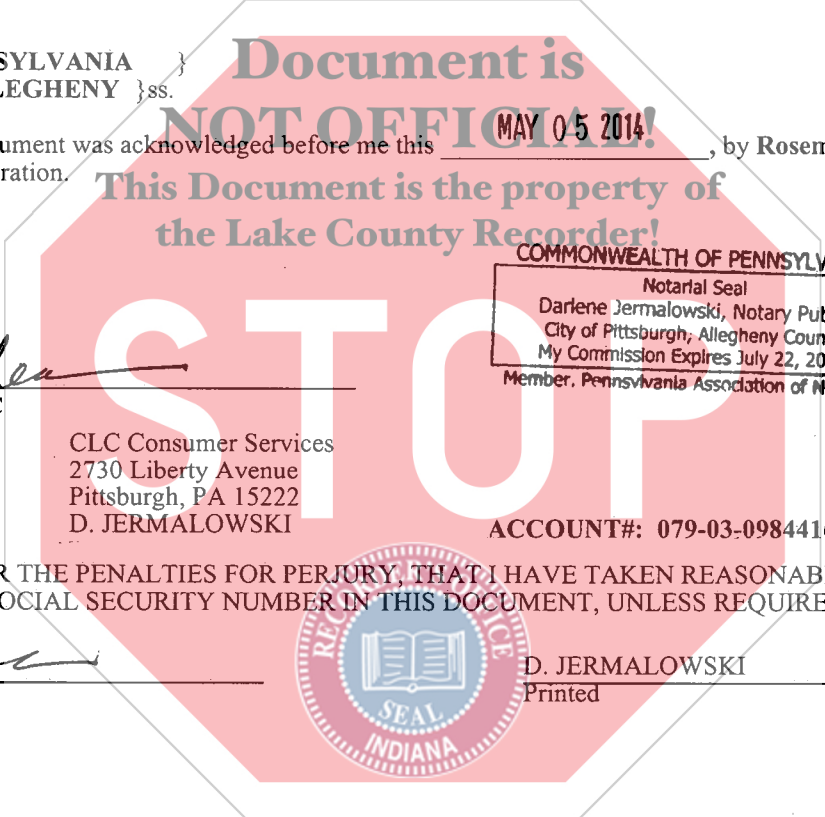 SYLVANIA }
LEGHENY }ss.
Document is
NOT OFFICIAL!
ument was acknowledged before me this MAY 05 2014, by Rosem
ration.
This Document is the property of
the Lake County Recorder!
COMMONWEALTH OF PENNSYLV
Notarial Seal
Darlene Jermalowski, Notary Pub
City of Pittsburgh, Allegheny Coun
My Commission Expires July 22, 20
Member, Pennsylvania Association of N
STOP
CLC Consumer Services
2730 Liberty Avenue
Pittsburgh, PA 15222
D. JERMALOWSKI
ACCOUNT#: 079-03-098441
R THE PENALTIES FOR PERJURY, THAT I HAVE TAKEN REASONAB
OCIAL SECURITY NUMBER IN THIS DOCUMENT, UNLESS REQUIRE
RECORDER'S OFFICE
SEAL
INDIANA
D. JERMALOWSKI
Printed